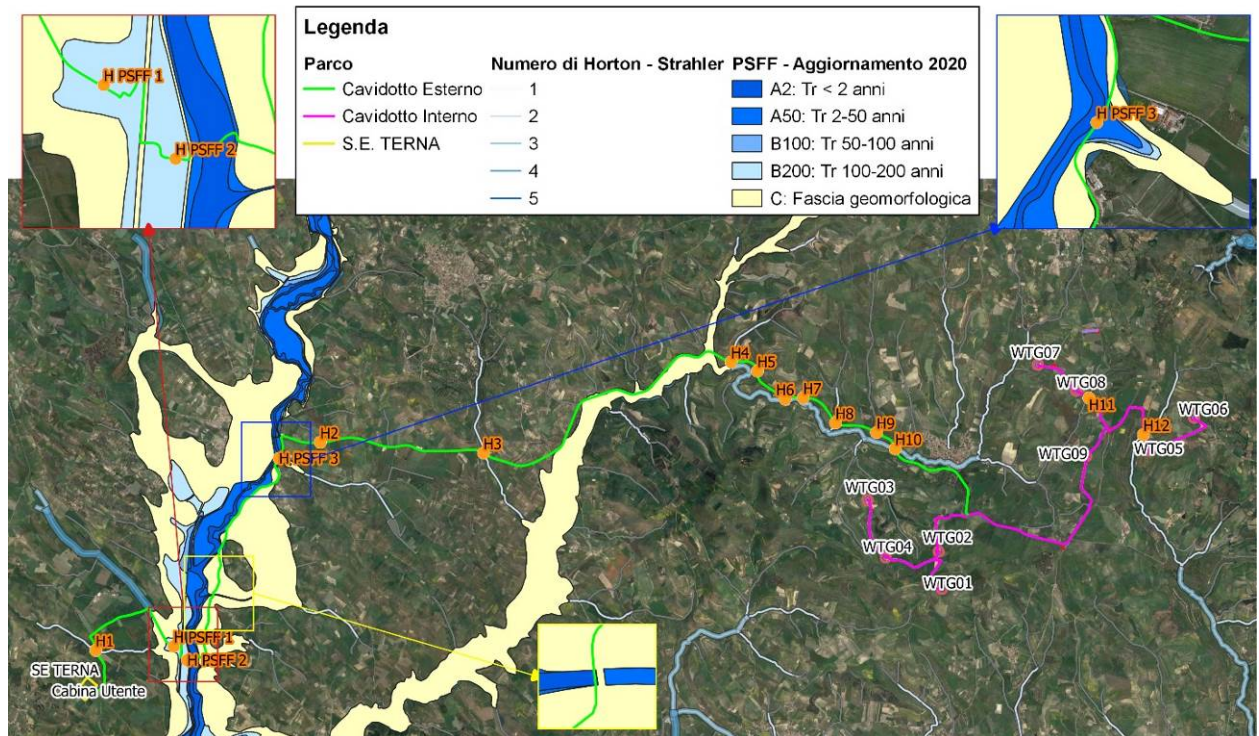 Legenda
Parco
Cavidotto Esterno
Cavidotto Interno
S.E. TERNA
Numero di Horton - Strahler
1
2
3
4
5
PSFF - Aggiornamento 2020
A2: Tr < 2 anni
A50: Tr 2-50 anni
B100: Tr 50-100 anni
B200: Tr 100-200 anni
C: Fascia geomorfologica
H PSFF 1
H PSFF 2
H PSFF 3
H4
H5
H6
H7
H8
H9
H10
WTG07
WTG08
H11
H12
WTG06
WTG05
WTG09
H2
H3
H PSFF 3
WTG03
WTG04
WTG02
WTG01
H1
H PSFF 1
H PSFF 2
SE TERNA
Cabina Utente